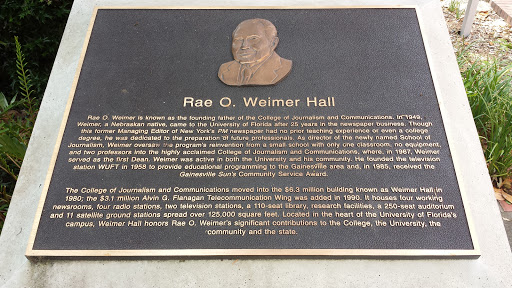 Rae O. Weimer Hall
Rae O. Weimer is known as the founding father of the College of Journalism and Communications. In 1949,
Weimer, a Nebraskan native, came to the University of Florida after 25 years in the newspaper business. Though
this former Managing Editor of New York's PM newspaper had no prior teaching experience or even a college
degree, he was dedicated to the preparation of future professionals. As director of the newly named School of
Journalism, Weimer oversaw the program's reinvention from a small school with only one classroom, no equipment,
and two professors into the highly acclaimed College of Journalism and Communications, where, in 1967, Weimer
served as the first Dean. Weimer was active in both the University and his community. He founded the television
station WUFT in 1958 to provide educational programming to the Gainesville area and, in 1985, received the
Gainesville Sun's Community Service Award.
The College of Journalism and Communications moved into the $6.3 million building known as Weimer Hall in
1980; the $3.1 million Alvin G. Flanagan Telecommunication Wing was added in 1990. It houses four working
newsrooms, four radio stations, two television stations, a 110-seat library, research facilities, a 250-seat auditorium
and 11 satellite ground stations spread over 125,000 square feet. Located in the heart of the University of Florida's
campus, Weimer Hall honors Rae O. Weimer's significant contributions to the College, the University, the
community and the state.